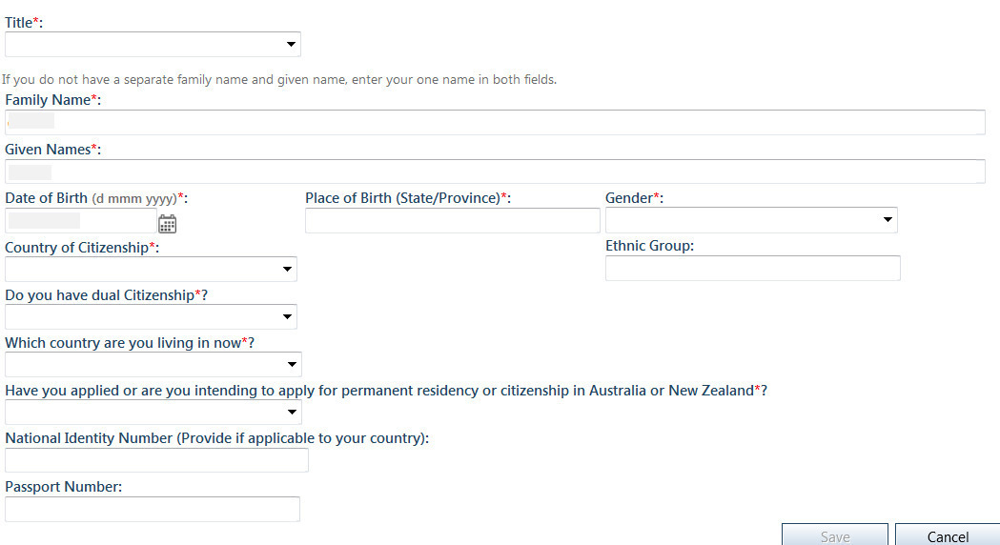 Title*:
If you do not have a separate family name and given name, enter your one name in both fields.
Family Name*:
Given Names*:
Date of Birth (d mmm yyyy)*: Place of Birth (State/Province)*: Gender*:
Country of Citizenship*: Ethnic Group:
Do you have dual Citizenship*?
Which country are you living in now*?
Have you applied or are you intending to apply for permanent residency or citizenship in Australia or New Zealand*?
National Identity Number (Provide if applicable to your country):
Passport Number:
Save Cancel